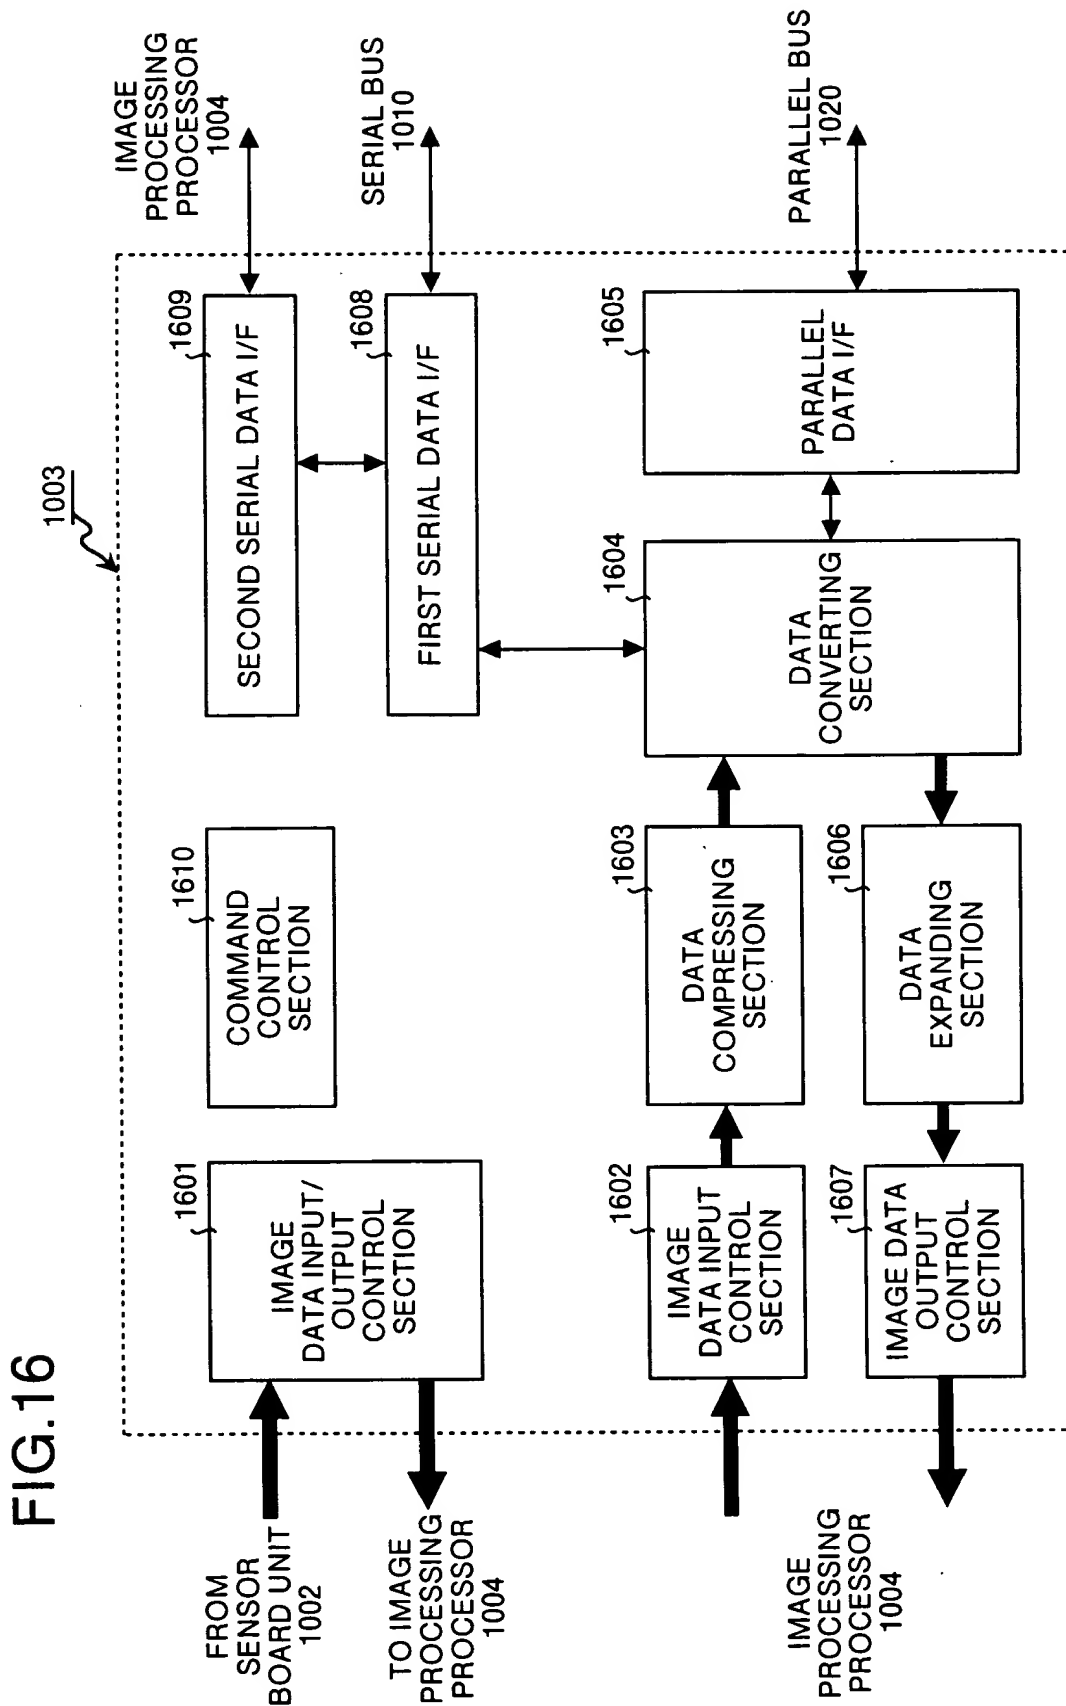 FIG.16
1003
FROM
SENSOR
BOARD UNIT
1002
TO IMAGE
PROCESSING
PROCESSOR
1004
IMAGE
PROCESSING
PROCESSOR
1004
1601
IMAGE
DATA INPUT/
OUTPUT
CONTROL
SECTION
1610
COMMAND
CONTROL
SECTION
1609
SECOND SERIAL DATA I/F
1608
FIRST SERIAL DATA I/F
IMAGE
PROCESSING
PROCESSOR
1004
SERIAL BUS
1010
1602
IMAGE
DATA INPUT
CONTROL
SECTION
1603
DATA
COMPRESSING
SECTION
1604
DATA
CONVERTING
SECTION
1605
PARALLEL
DATA I/F
PARALLEL BUS
1020
1607
IMAGE DATA
OUTPUT
CONTROL
SECTION
1606
DATA
EXPANDING
SECTION